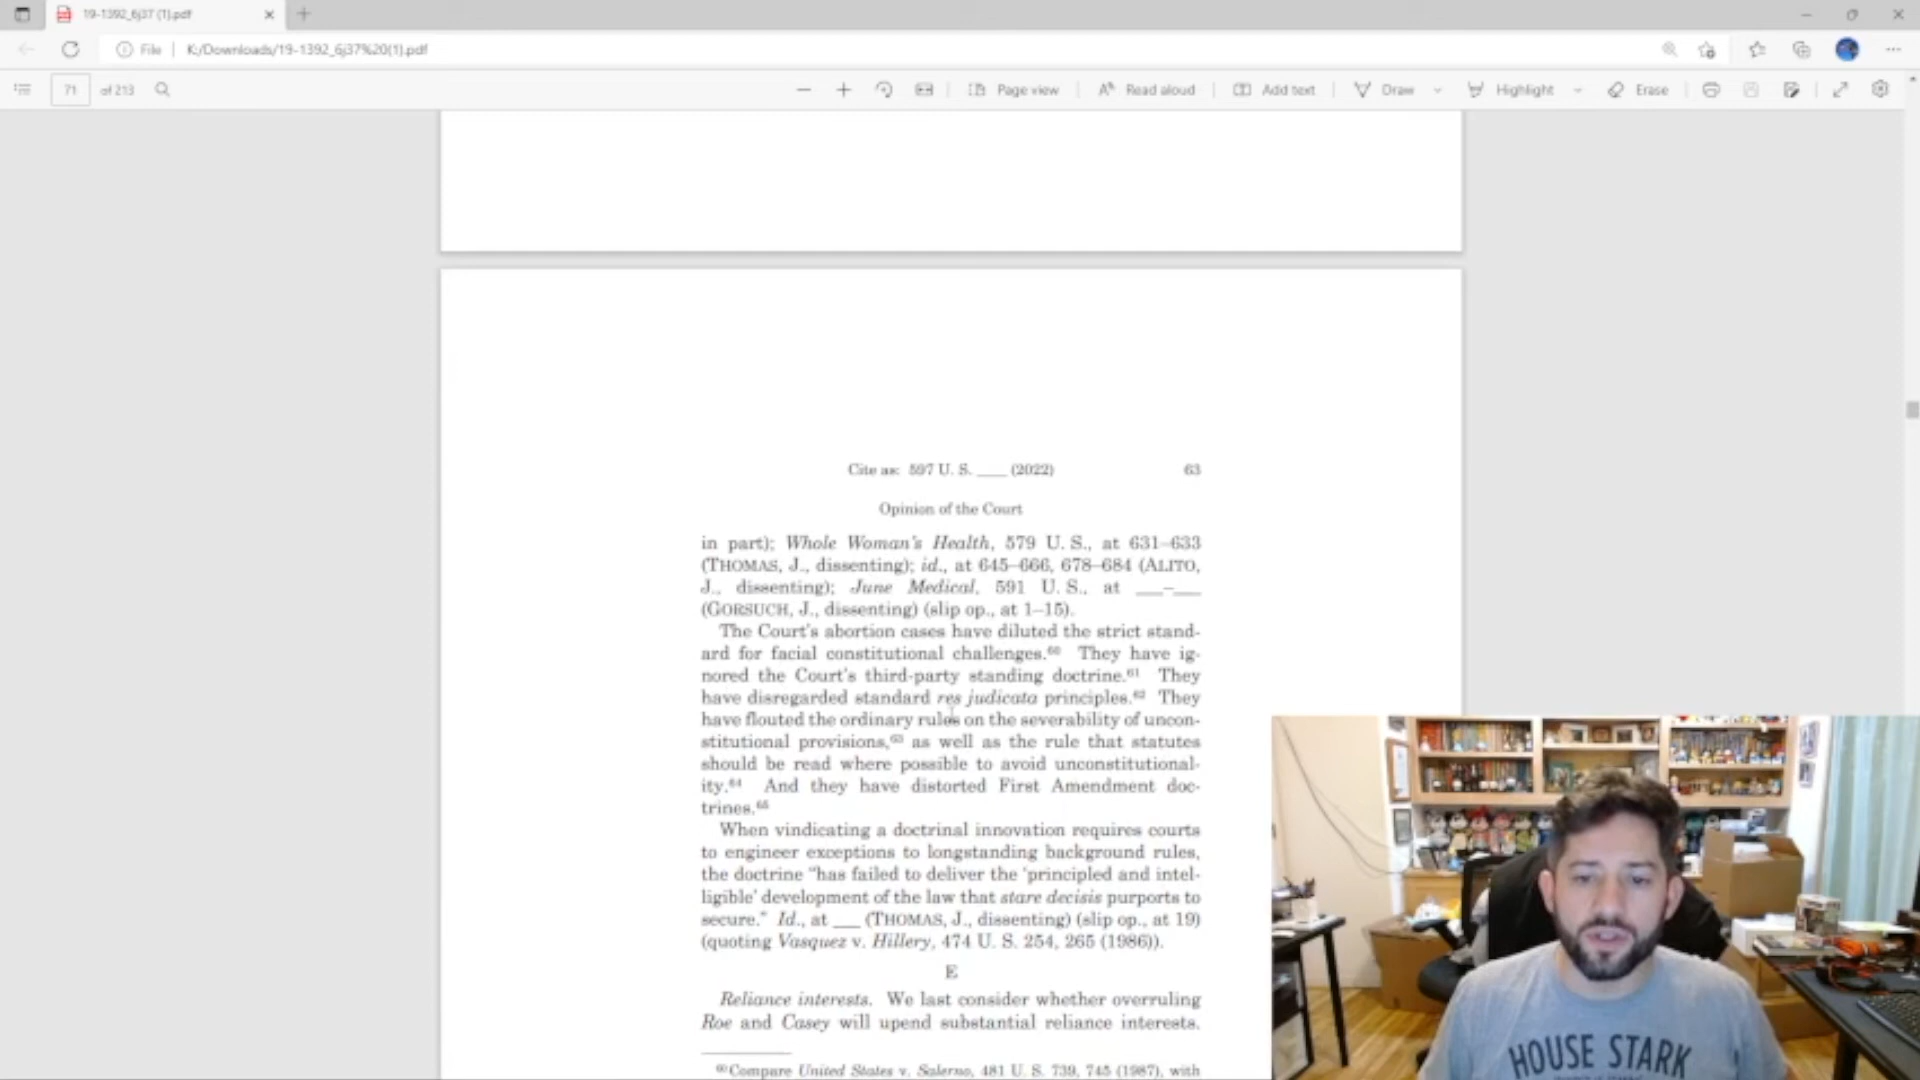 19-1392_6j37 (1).pdf
File | K:/Downloads/19-1392_6j37%20(1).pdf
71 of 213
Page view
Read aloud
Add text
Draw
Highlight
Erase
Cite as: 597 U. S. ____ (2022) 63
Opinion of the Court
in part); Whole Woman's Health, 579 U. S., at 631–633
(THOMAS, J., dissenting); id., at 645–666, 678–684 (ALITO,
J., dissenting); June Medical, 591 U. S., at ___–___
(GORSUCH, J., dissenting) (slip op., at 1–15).
The Court's abortion cases have diluted the strict stand-
ard for facial constitutional challenges.60 They have ig-
nored the Court's third-party standing doctrine.61 They
have disregarded standard res judicata principles.62 They
have flouted the ordinary rules on the severability of uncon-
stitutional provisions,63 as well as the rule that statutes
should be read where possible to avoid unconstitutional-
ity.64 And they have distorted First Amendment doc-
trines.65
When vindicating a doctrinal innovation requires courts
to engineer exceptions to longstanding background rules,
the doctrine "has failed to deliver the 'principled and intel-
ligible' development of the law that stare decisis purports to
secure." Id., at ___ (THOMAS, J., dissenting) (slip op., at 19)
(quoting Vasquez v. Hillery, 474 U. S. 254, 265 (1986)).
E
Reliance interests. We last consider whether overruling
Roe and Casey will upend substantial reliance interests.
60 Compare United States v. Salerno, 481 U. S. 739, 745 (1987), with
HOUSE STARK